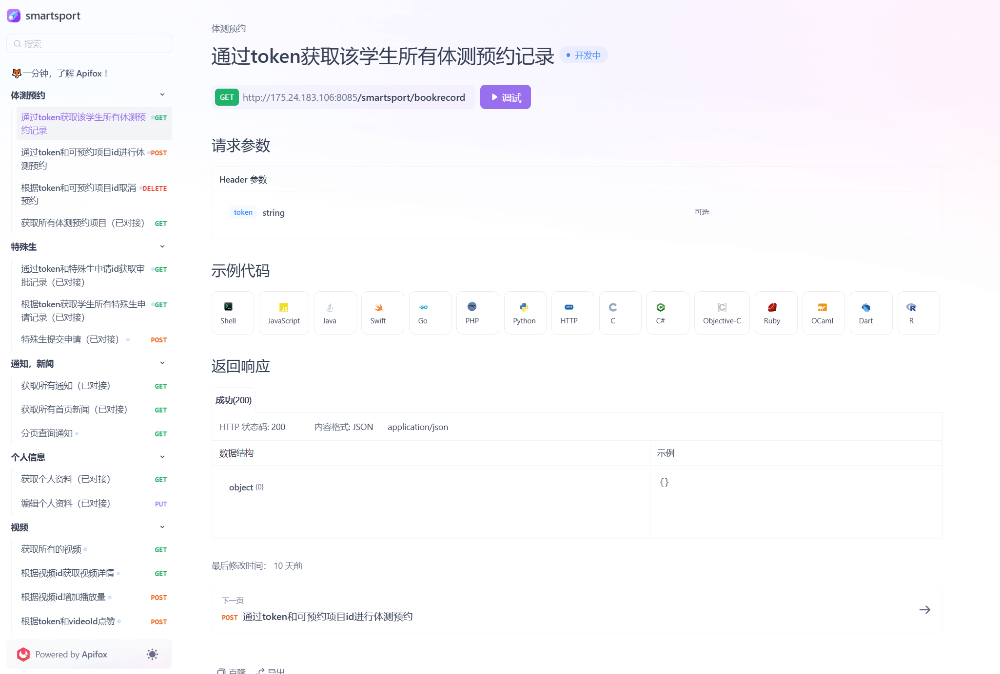 smartsport
搜索
一分钟，了解 Apifox！
体测预约
通过token获取该学生所有体测预
约记录
GET
通过token和可预约项目id进行体
测预约
POST
根据token和可预约项目id取消
预约
DELETE
获取所有体测预约项目（已对接）
GET
特殊生
通过token和特殊生申请id获取审
批记录（已对接）
GET
根据token获取学生所有特殊生申
请记录（已对接）
GET
特殊生提交申请（已对接）
POST
通知，新闻
获取所有通知（已对接）
GET
获取所有首页新闻（已对接）
GET
分页查询通知
GET
个人信息
获取个人资料（已对接）
GET
编辑个人资料（已对接）
PUT
视频
获取所有的视频
GET
根据视频id获取视频详情
GET
根据视频id增加播放量
POST
根据token和videoId点赞
POST
Powered by Apifox
体测预约
通过token获取该学生所有体测预约记录
开发中
GET http://175.24.183.106:8085/smartsport/bookrecord
调试
请求参数
Header 参数
token string 可选
示例代码
Shell JavaScript Java Swift Go PHP Python HTTP C C# Objective-C Ruby OCaml Dart R
返回响应
成功(200)
HTTP 状态码: 200 内容格式: JSON application/json
数据结构 示例
object {0} {}
最后修改时间： 10 天前
下一页
POST 通过token和可预约项目id进行体测预约
克隆 导出